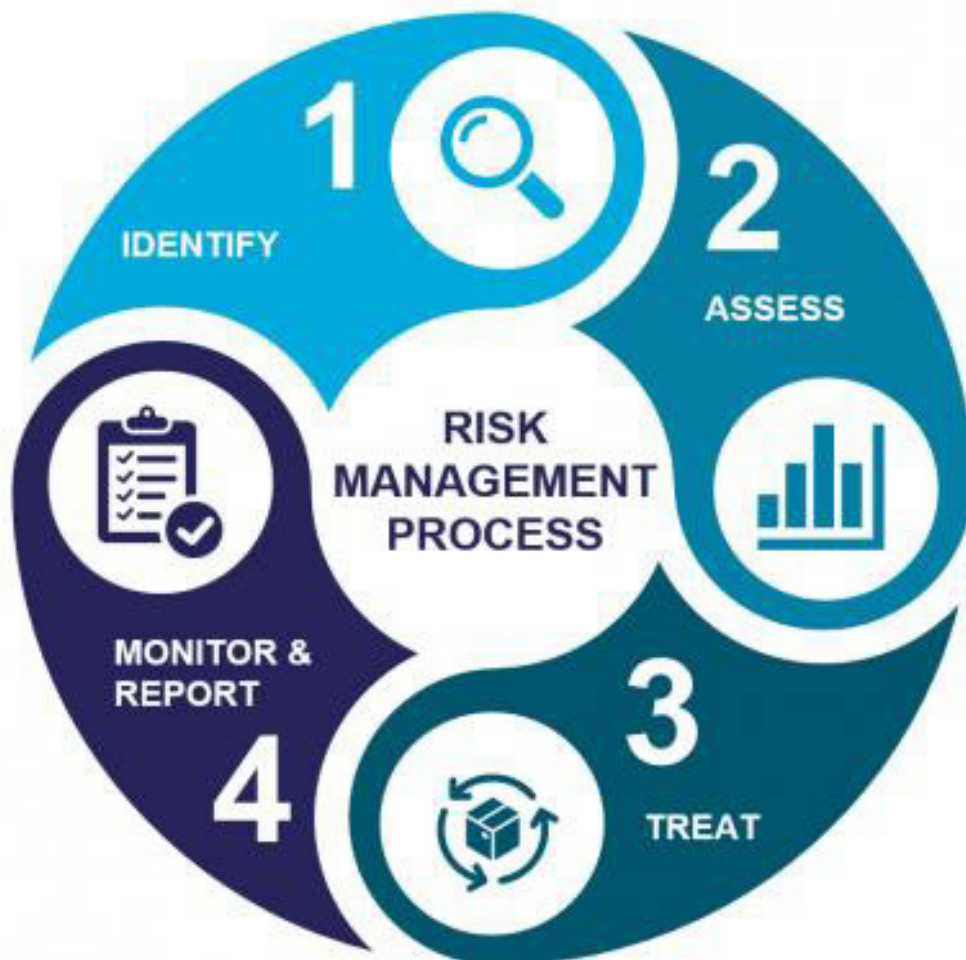 1
IDENTIFY
2
ASSESS
RISK
MANAGEMENT
PROCESS
3
TREAT
MONITOR &
REPORT
4